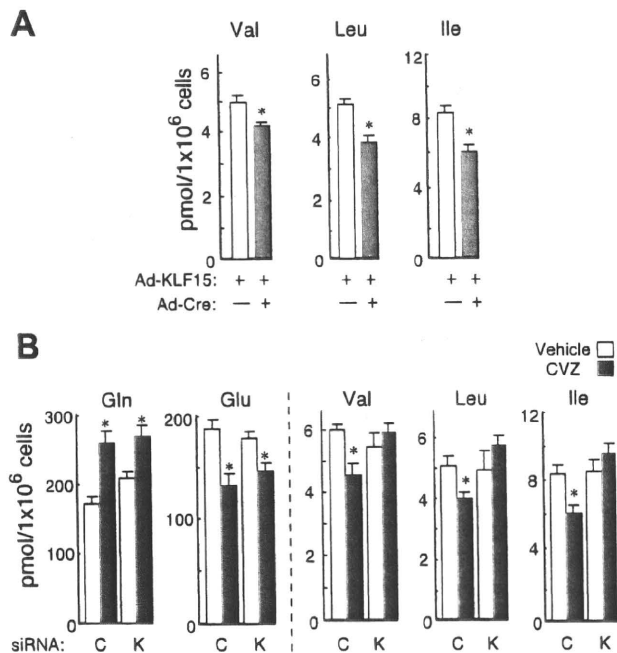 A
Val Leu Ile
pmol/1x10^6 cells
6 6 12
4 4 8
2 2 4
0 0 0
Ad-KLF15: + + + + + +
Ad-Cre: — + — + — +
* * *
B
Vehicle
CVZ
Gln Glu Val Leu Ile
pmol/1x10^6 cells
300 200 6 6 12
200 100 4 4 8
100 0 2 2 4
0 0 0 0
* * * * * * *
siRNA: C K C K C K C K C K